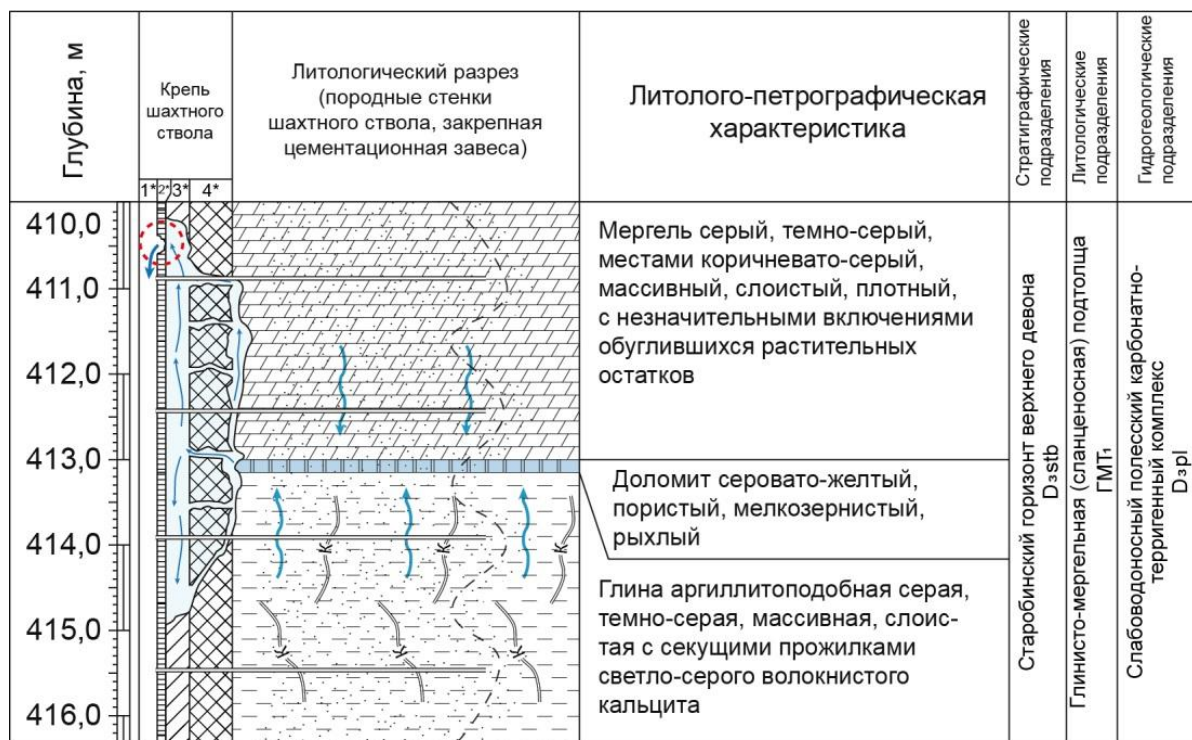 Глубина, м
Крепь
шахтного
ствола
1* 2* 3* 4*
Литологический разрез
(породные стенки
шахтного ствола, закрепная
цементационная завеса)
Литолого-петрографическая
характеристика
Стратиграфические
подразделения
Литологические
подразделения
Гидрогеологические
подразделения
410,0
411,0
412,0
413,0
414,0
415,0
416,0
К
К
К
К
К
К
Мергель серый, темно-серый,
местами коричневато-серый,
массивный, слоистый, плотный,
с незначительными включениями
обуглившихся растительных
остатков
Доломит серовато-желтый,
пористый, мелкозернистый,
рыхлый
Глина аргиллитоподобная серая,
темно-серая, массивная, слоис-
тая с секущими прожилками
светло-серого волокнистого
кальцита
Старобинский горизонт верхнего девона
D₃stb
Глинисто-мергельная (сланценосная) подтолща
ГМТ₁
Слабоводоносный полесский карбонатно-
терригенный комплекс
D₃pl